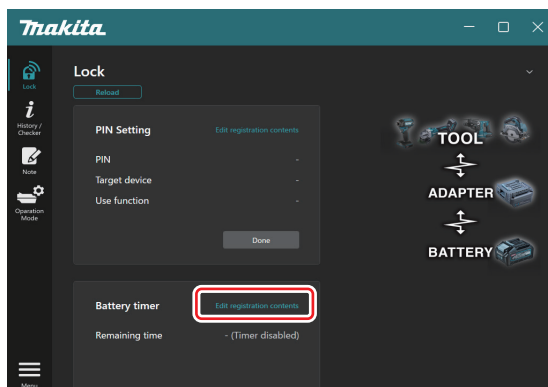 makita
Lock
Reload
Lock
i
History /
Checker
Note
Oparation
Mode
Menu
PIN Setting Edit registration contents
PIN -
Target device -
Use function -
Done
Battery timer Edit registration contents
Remaining time - (Timer disabled)
TOOL
ADAPTER
BATTERY